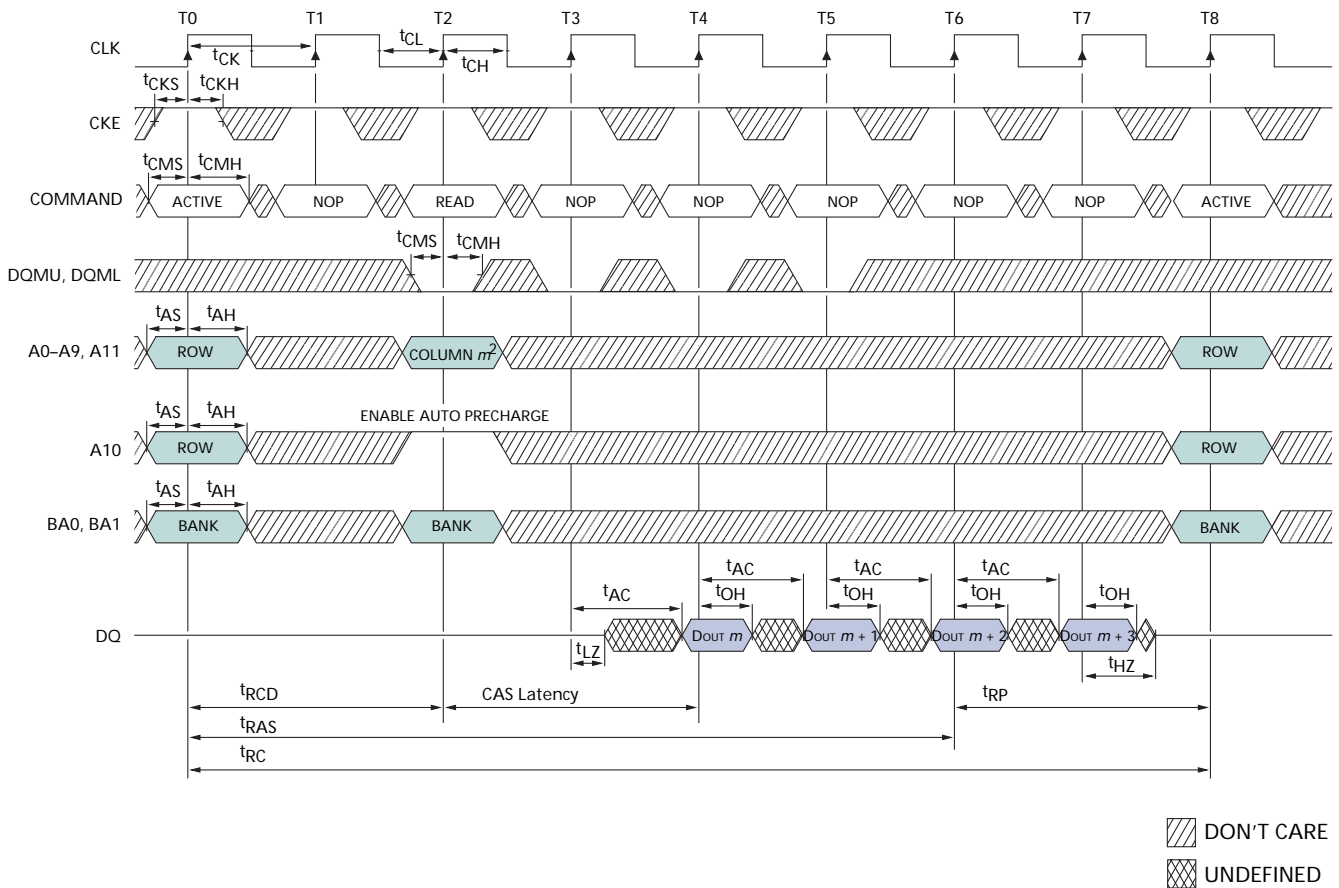 T0 T1 T2 T3 T4 T5 T6 T7 T8
CLK
tCK
tCL
tCH
tCKS tCKH
CKE
tCMS tCMH
COMMAND ACTIVE NOP READ NOP NOP NOP NOP NOP ACTIVE
tCMS tCMH
DQMU, DQML
tAS tAH
A0–A9, A11 ROW COLUMN m2 ROW
tAS tAH ENABLE AUTO PRECHARGE
A10 ROW ROW
tAS tAH
BA0, BA1 BANK BANK BANK
tAC tAC tAC tAC
tOH tOH tOH tOH
DQ DOUT m DOUT m + 1 DOUT m + 2 DOUT m + 3
tLZ tHZ
tRCD CAS Latency tRP
tRAS
tRC
DON'T CARE
UNDEFINED